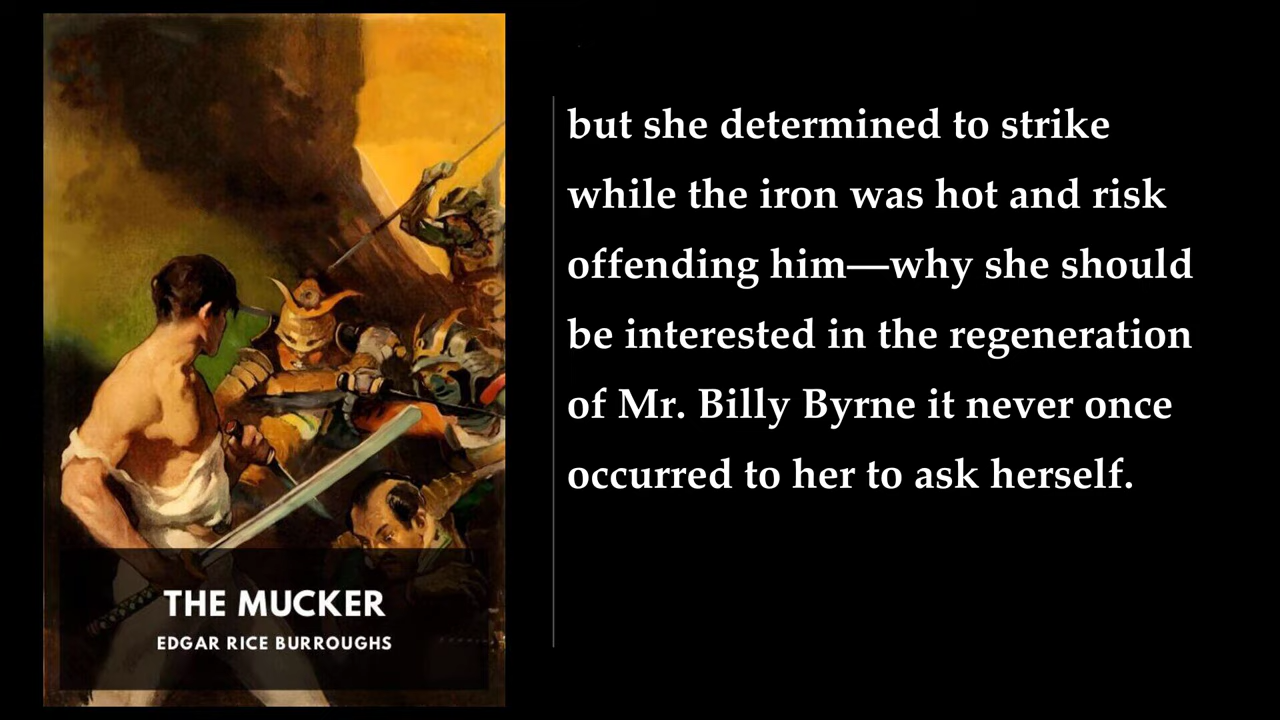 THE MUCKER
EDGAR RICE BURROUGHS
but she determined to strike
while the iron was hot and risk
offending him—why she should
be interested in the regeneration
of Mr. Billy Byrne it never once
occurred to her to ask herself.